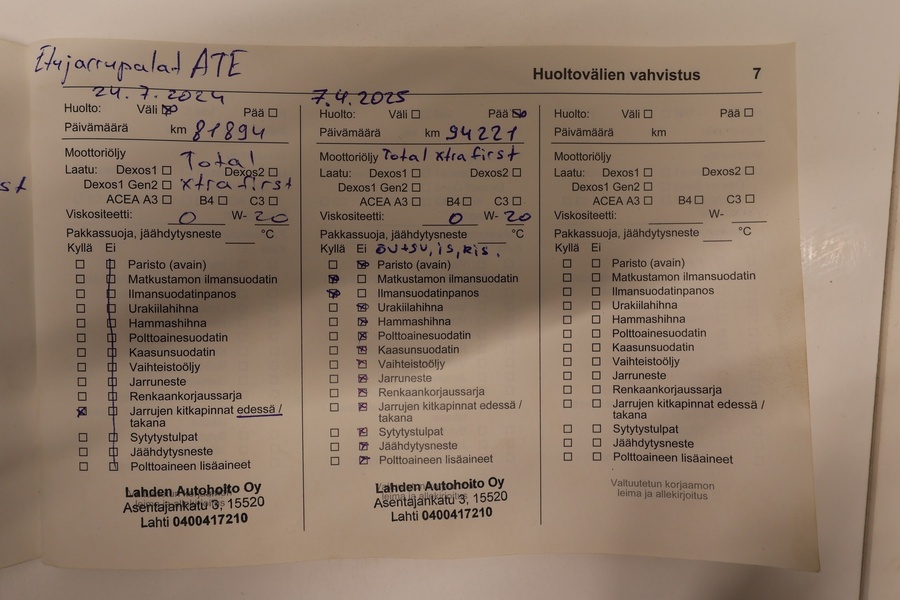 Etujarrupalat ATE
Huoltovälien vahvistus 7
24.7.2024
Huolto: Väli Pää
Päivämäärä km 81894
Moottoriöljy Total
Laatu: Dexos1 Dexos2
Dexos1 Gen2 xtra first
ACEA A3 B4 C3
Viskositeetti: 0 W- 20
Pakkassuoja, jäähdytysneste °C
Kyllä Ei
Paristo (avain)
Matkustamon ilmansuodatin
Ilmansuodatinpanos
Urakiilahihna
Hammashihna
Polttoainesuodatin
Kaasunsuodatin
Vaihteistoöljy
Jarruneste
Renkaankorjaussarja
Jarrujen kitkapinnat edessä /
takana
Sytytystulpat
Jäähdytysneste
Polttoaineen lisäaineet
Lahden Autohoito Oy
Asentajankatu 3, 15520
Lahti 0400417210
7.4.2025
Huolto: Väli Pää
Päivämäärä km 94221
Moottoriöljy Total xtra first
Laatu: Dexos1 Dexos2
Dexos1 Gen2
ACEA A3 B4 C3
Viskositeetti: 0 W- 20
Pakkassuoja, jäähdytysneste °C
Kyllä Ei
Paristo (avain)
Matkustamon ilmansuodatin
Ilmansuodatinpanos
Urakiilahihna
Hammashihna
Polttoainesuodatin
Kaasunsuodatin
Vaihteistoöljy
Jarruneste
Renkaankorjaussarja
Jarrujen kitkapinnat edessä /
takana
Sytytystulpat
Jäähdytysneste
Polttoaineen lisäaineet
leima ja allekirjoitus
Lahden Autohoito Oy
Asentajankatu 3, 15520
Lahti 0400417210
Huolto: Väli Pää
Päivämäärä km
Moottoriöljy
Laatu: Dexos1 Dexos2
Dexos1 Gen2
ACEA A3 B4 C3
Viskositeetti: W-
Pakkassuoja, jäähdytysneste °C
Kyllä Ei
Paristo (avain)
Matkustamon ilmansuodatin
Ilmansuodatinpanos
Urakiilahihna
Hammashihna
Polttoainesuodatin
Kaasunsuodatin
Vaihteistoöljy
Jarruneste
Renkaankorjaussarja
Jarrujen kitkapinnat edessä /
takana
Sytytystulpat
Jäähdytysneste
Polttoaineen lisäaineet
Valtuutetun korjaamon
leima ja allekirjoitus